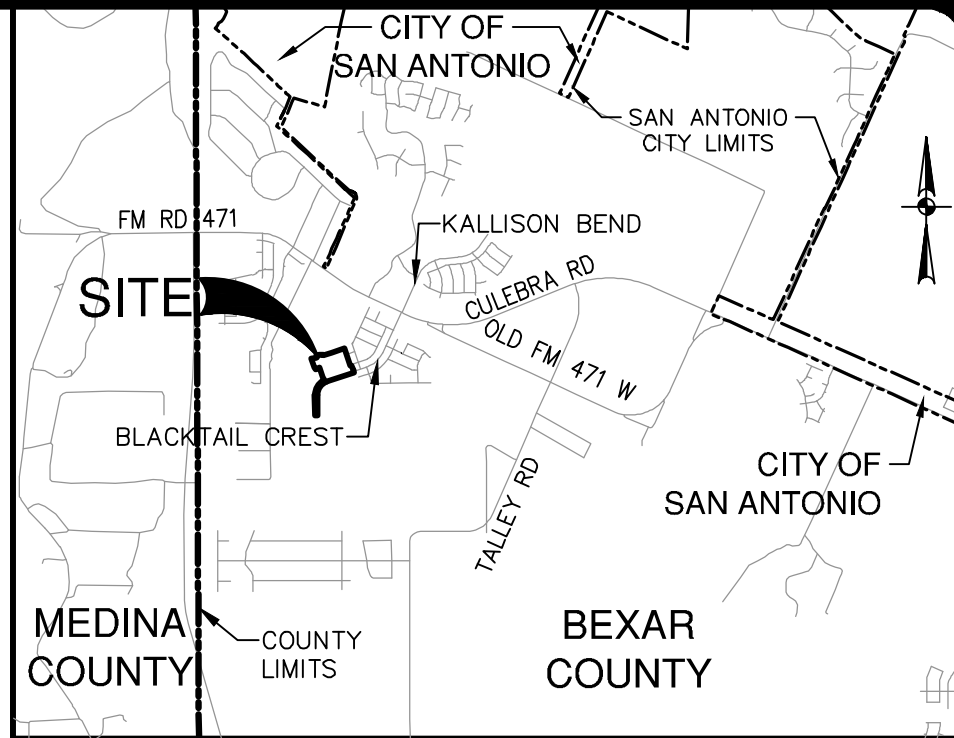 CITY OF
SAN ANTONIO
SAN ANTONIO
CITY LIMITS
FM RD 471
KALLISON BEND
SITE
CULEBRA RD
OLD FM 471 W
BLACKTAIL CREST
CITY OF
SAN ANTONIO
TALLEY RD
MEDINA
COUNTY
COUNTY
LIMITS
BEXAR
COUNTY